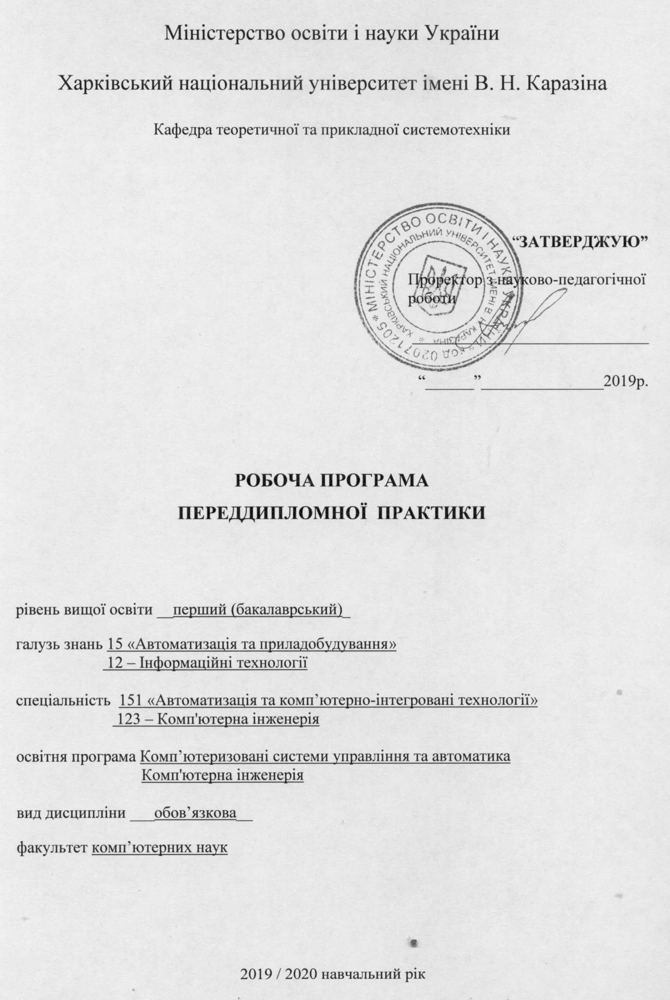 Міністерство освіти і науки України
Харківський національний університет імені В. Н. Каразіна
Кафедра теоретичної та прикладної системотехніки
“ЗАТВЕРДЖУЮ”
Проректор з науково-педагогічної
роботи
* МІНІСТЕРСТВО ОСВІТИ І НАУКИ УКРАЇНИ * КОД 02071205
* ХАРКІВСЬКИЙ НАЦІОНАЛЬНИЙ УНІВЕРСИТЕТ ІМЕНІ В. Н. КАРАЗІНА
“______”_______________2019р.
РОБОЧА ПРОГРАМА
ПЕРЕДДИПЛОМНОЇ ПРАКТИКИ
рівень вищої освіти __перший (бакалаврський)_
галузь знань 15 «Автоматизація та приладобудування»
12 – Інформаційні технології
спеціальність 151 «Автоматизація та комп’ютерно-інтегровані технології»
123 – Комп'ютерна інженерія
освітня програма Комп’ютеризовані системи управління та автоматика
Комп'ютерна інженерія
вид дисципліни ___обов’язкова__
факультет комп’ютерних наук
2019 / 2020 навчальний рік